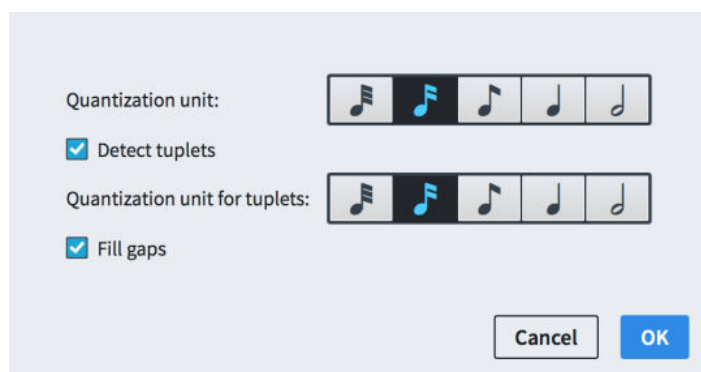 Quantization unit:
Detect tuplets
Quantization unit for tuplets:
Fill gaps
Cancel OK